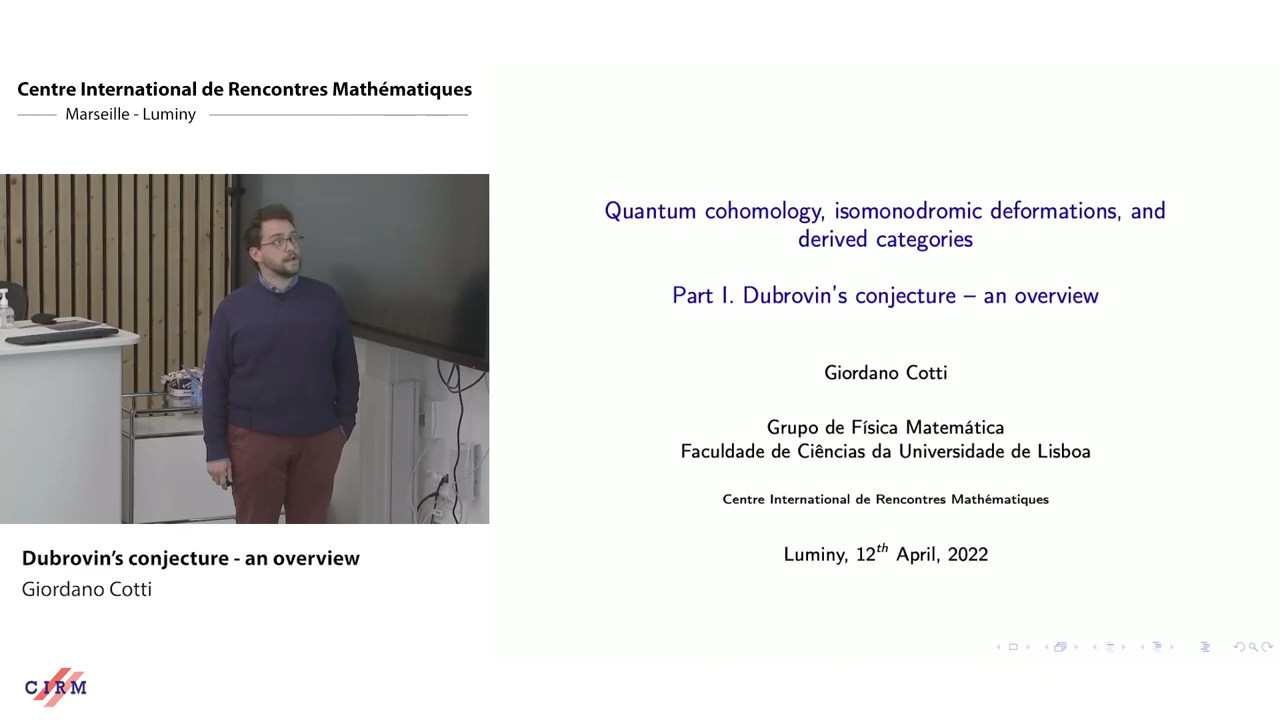 Centre International de Rencontres Mathématiques
Marseille - Luminy
Quantum cohomology, isomonodromic deformations, and
derived categories
Part I. Dubrovin's conjecture – an overview
Giordano Cotti
Grupo de Física Matemática
Faculdade de Ciências da Universidade de Lisboa
Centre International de Rencontres Mathématiques
Luminy, 12th April, 2022
Dubrovin's conjecture - an overview
Giordano Cotti
CIRM